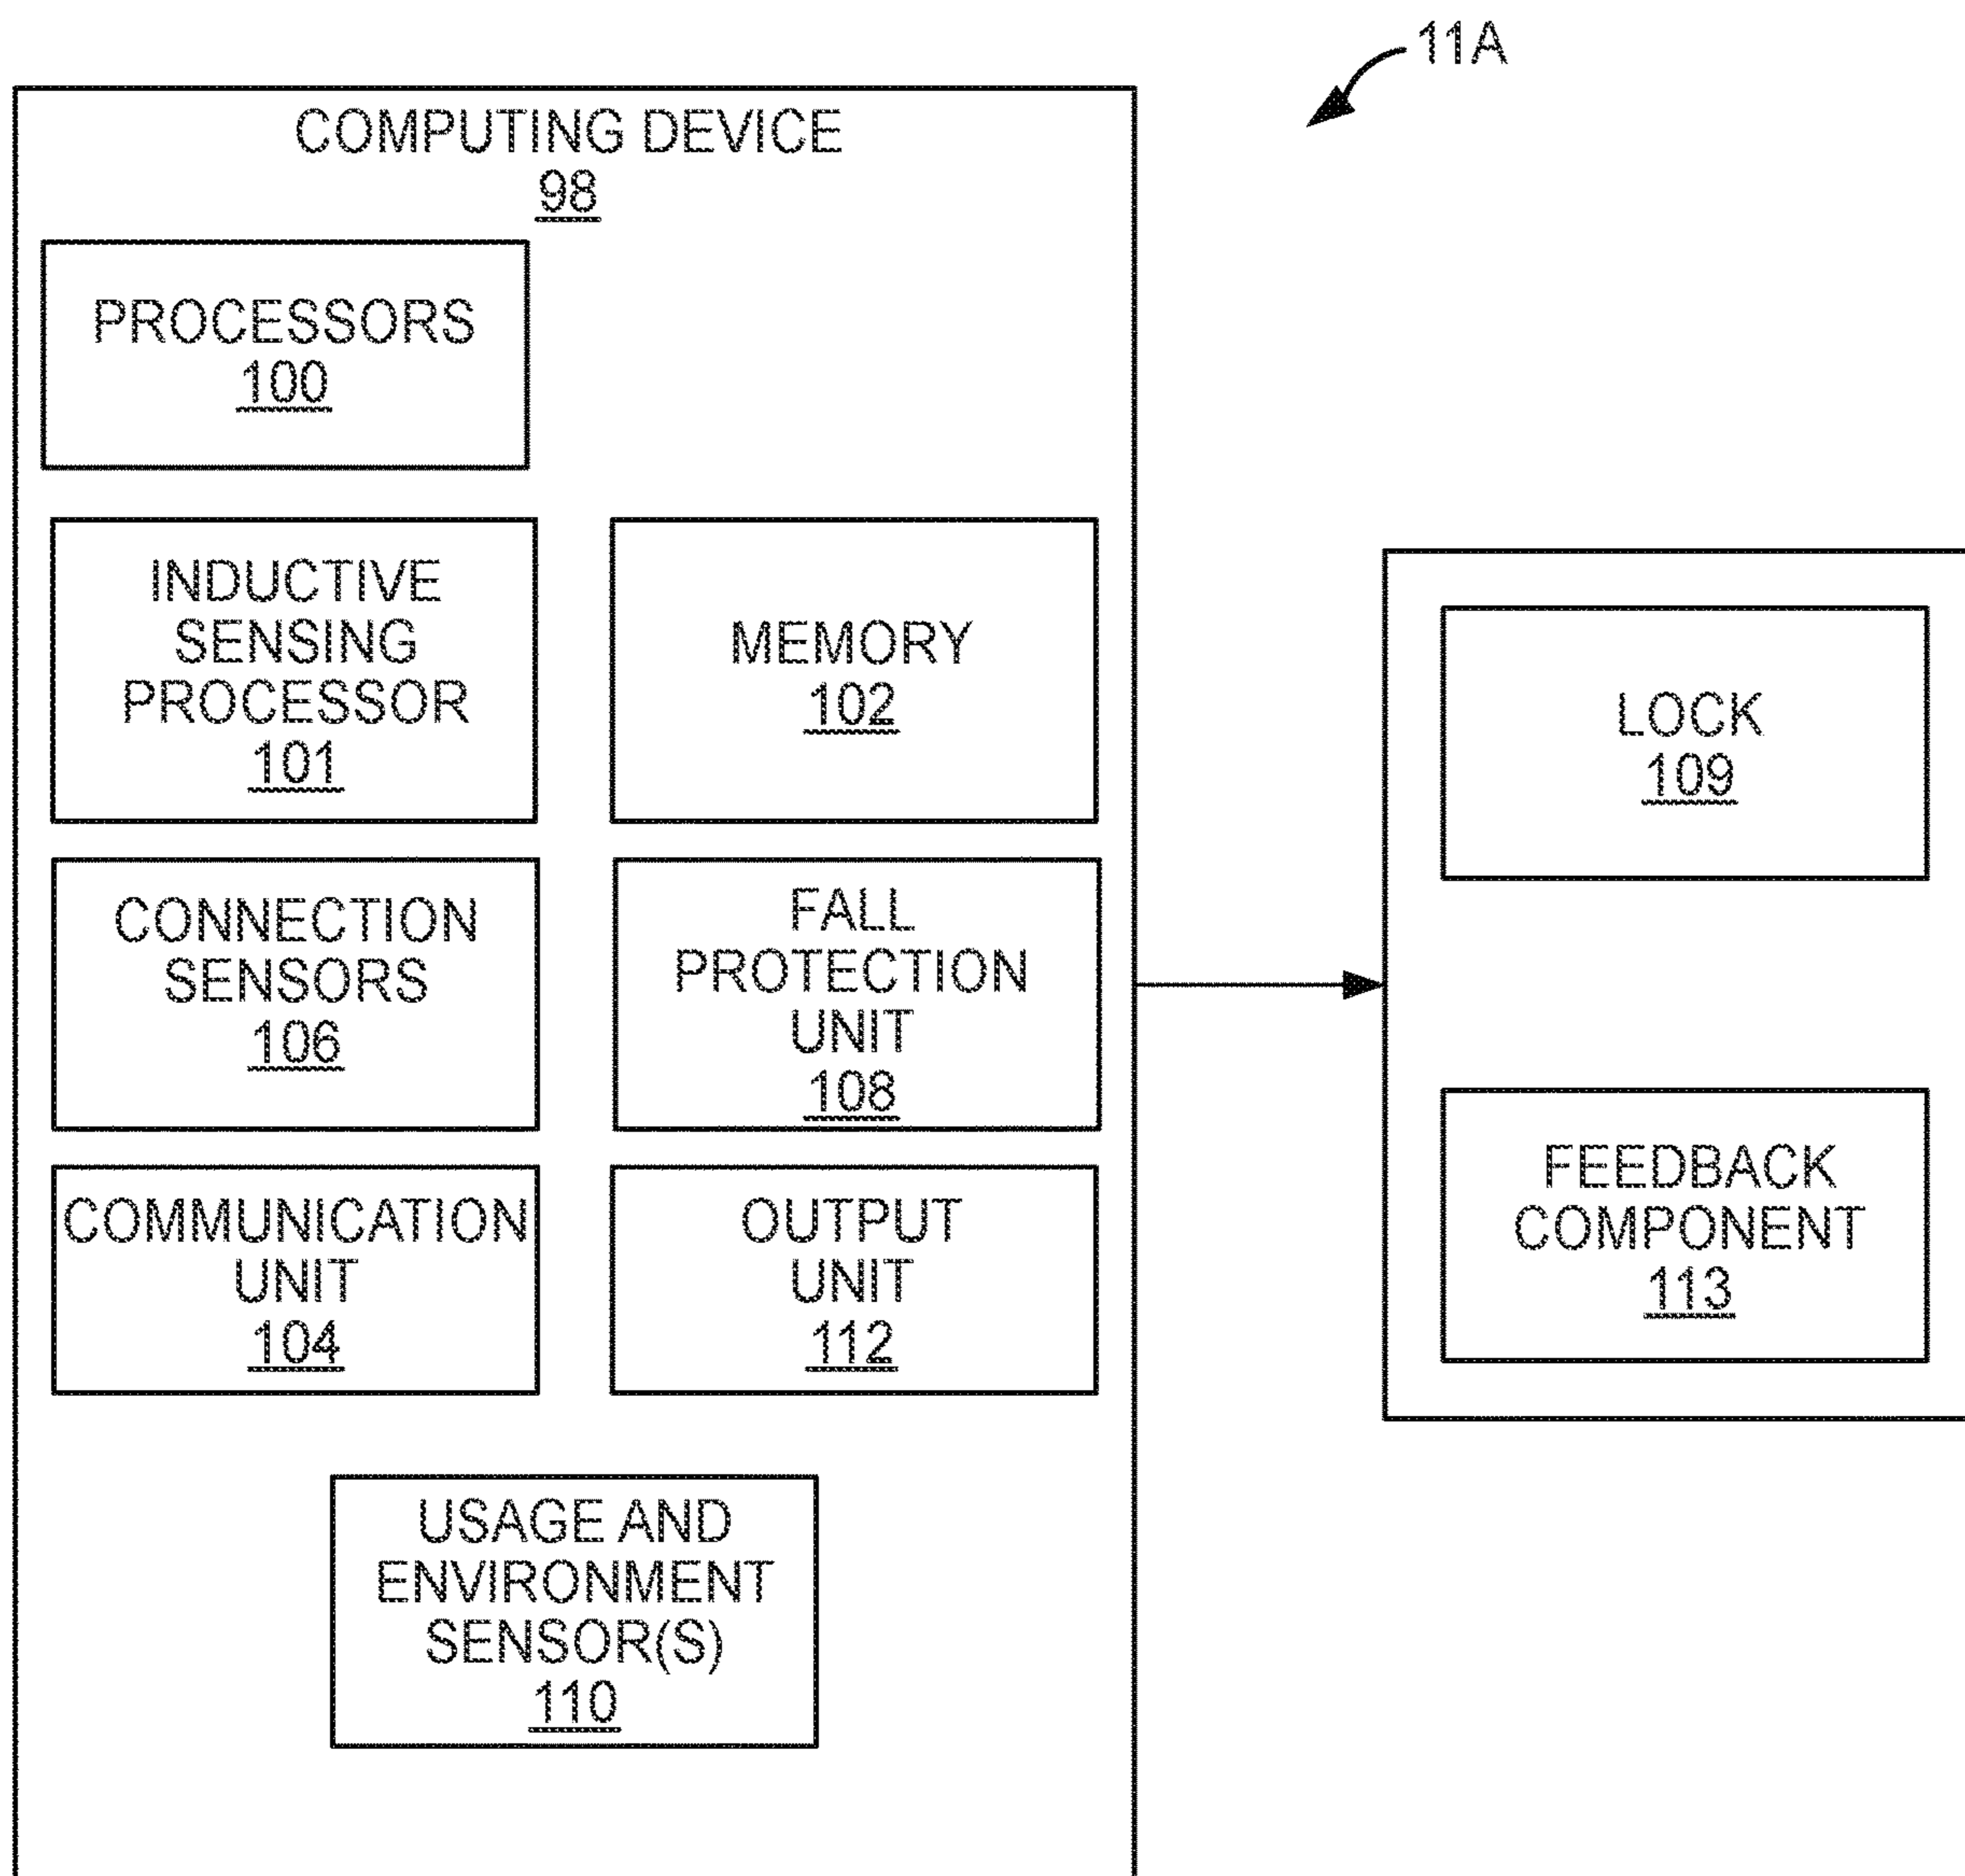 11A
COMPUTING DEVICE
98
PROCESSORS
100
INDUCTIVE
SENSING
PROCESSOR
101
MEMORY
102
CONNECTION
SENSORS
106
FALL
PROTECTION
UNIT
108
COMMUNICATION
UNIT
104
OUTPUT
UNIT
112
USAGE AND
ENVIRONMENT
SENSOR(S)
110
LOCK
109
FEEDBACK
COMPONENT
113